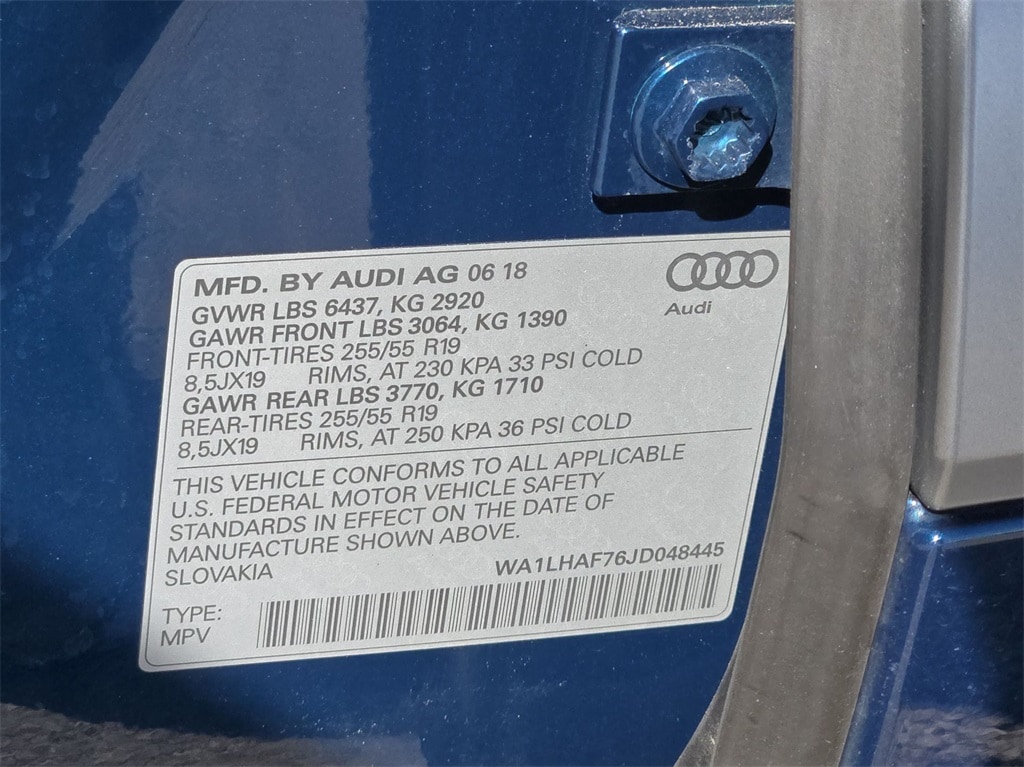 MFD. BY AUDI AG 06 18
Audi
GVWR LBS 6437, KG 2920
GAWR FRONT LBS 3064, KG 1390
FRONT-TIRES 255/55 R19
8,5JX19 RIMS, AT 230 KPA 33 PSI COLD
GAWR REAR LBS 3770, KG 1710
REAR-TIRES 255/55 R19
8,5JX19 RIMS, AT 250 KPA 36 PSI COLD
THIS VEHICLE CONFORMS TO ALL APPLICABLE
U.S. FEDERAL MOTOR VEHICLE SAFETY
STANDARDS IN EFFECT ON THE DATE OF
MANUFACTURE SHOWN ABOVE.
SLOVAKIA WA1LHAF76JD048445
TYPE:
MPV